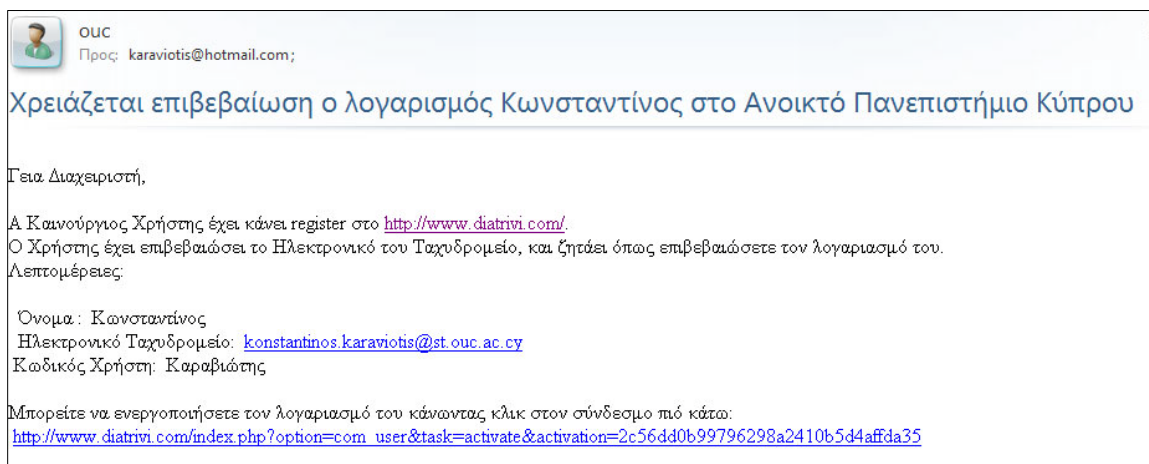 ouc
Προς: karaviotis@hotmail.com;
Χρειάζεται επιβεβαίωση ο λογαρισμός Κωνσταντίνος στο Ανοικτό Πανεπιστήμιο Κύπρου
Γεια Διαχειριστή,
Α Καινούργιος Χρήστης έχει κάνει register στο http://www.diatrivi.com/.
Ο Χρήστης έχει επιβεβαιώσει το Ηλεκτρονικό του Ταχυδρομείο, και ζητάει όπως επιβεβαιώσετε τον λογαριασμό του.
Λεπτομέρειες:
Όνομα : Κωνσταντίνος
Ηλεκτρονικό Ταχυδρομείο: konstantinos.karaviotis@st.ouc.ac.cy
Κωδικός Χρήστη: Καραβιώτης
Μπορείτε να ενεργοποιήσετε τον λογαριασμό του κάνωντας κλικ στον σύνδεσμο πιό κάτω:
http://www.diatrivi.com/index.php?option=com_user&task=activate&activation=2c56dd0b99796298a2410b5d4affda35